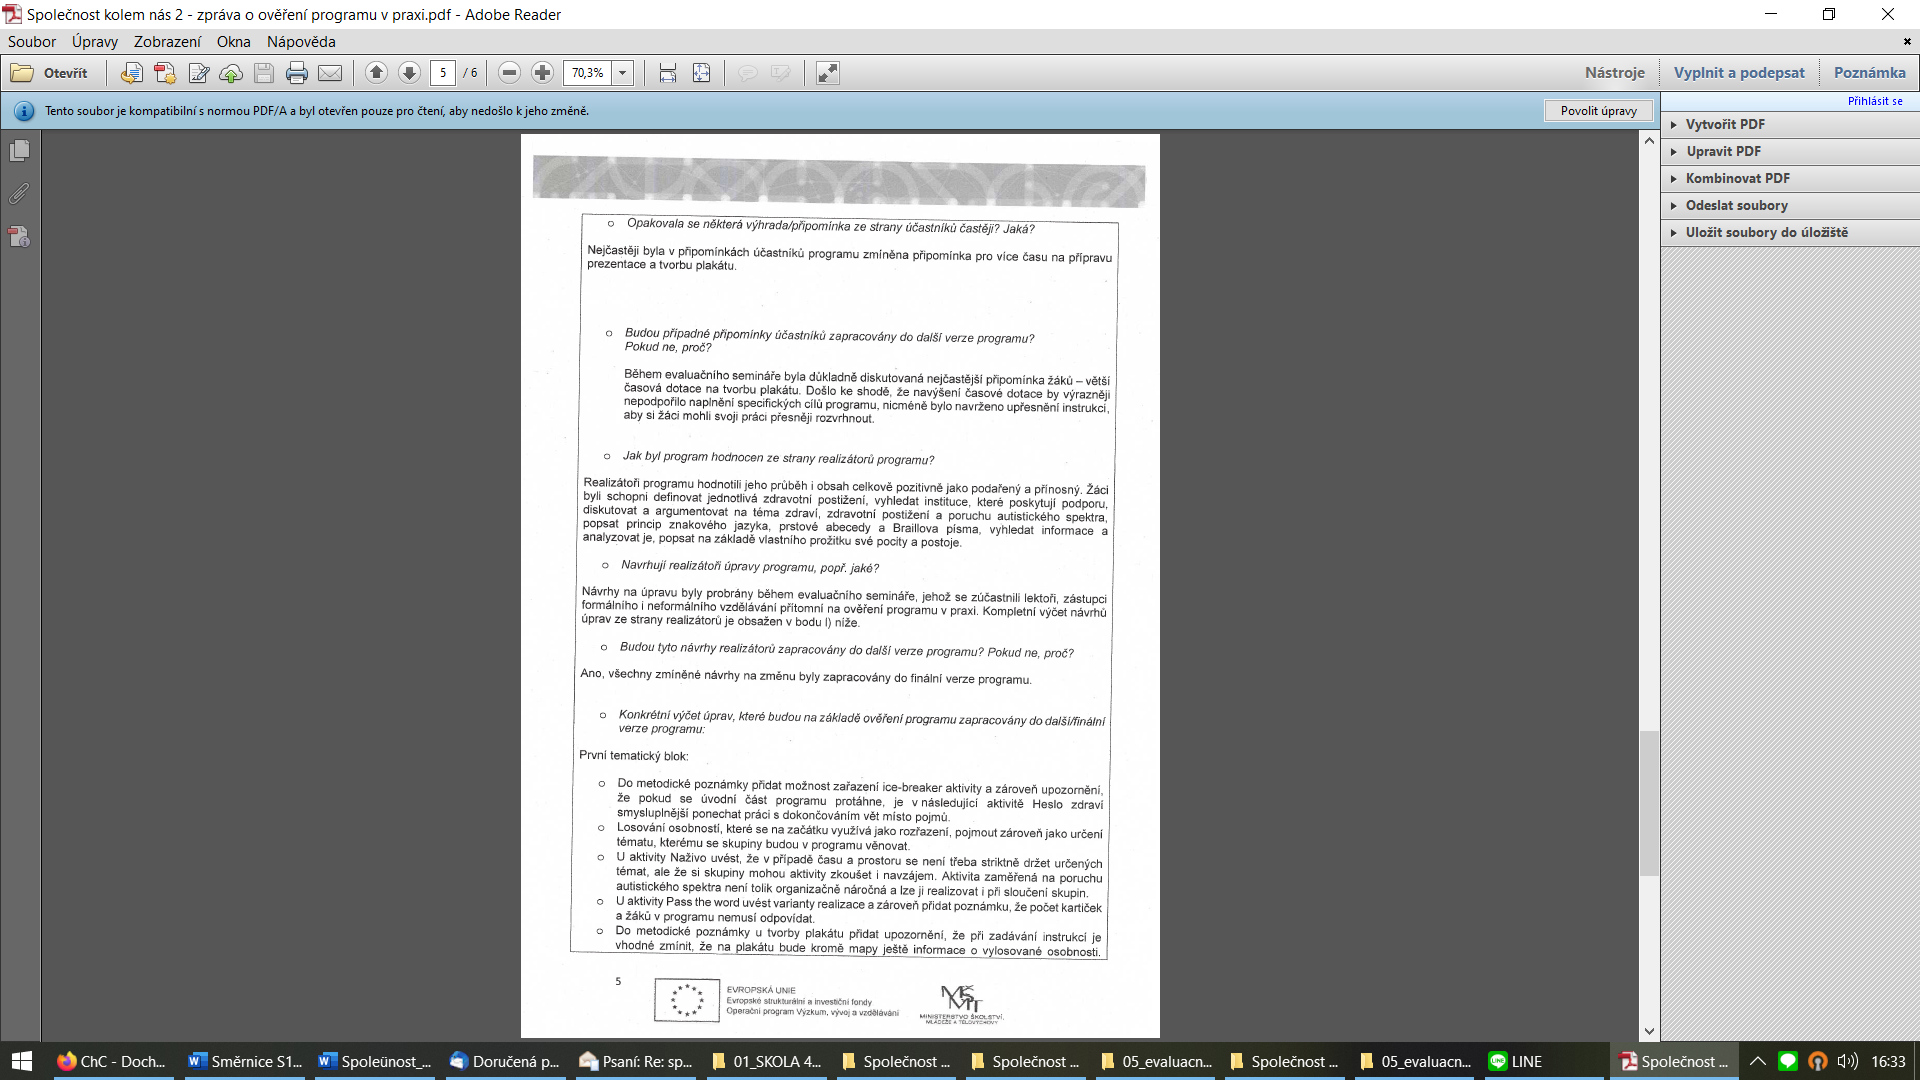 Společnost kolem nás 2 - zpráva o ověření programu v praxi.pdf - Adobe Reader
Soubor Úpravy Zobrazení Okna Nápověda
Otevřít 5 / 6 70,3% Nástroje Vyplnit a podepsat Poznámka
Tento soubor je kompatibilní s normou PDF/A a byl otevřen pouze pro čtení, aby nedošlo k jeho změně. Povolit úpravy
Přihlásit se
Vytvořit PDF
Upravit PDF
Kombinovat PDF
Odeslat soubory
Uložit soubory do úložiště
o Opakovala se některá výhrada/připomínka ze strany účastníků častěji? Jaká?
Nejčastěji byla v připomínkách účastníků programu zmíněna připomínka pro více času na přípravu
prezentace a tvorbu plakátu.
o Budou případné připomínky účastníků zapracovány do další verze programu?
Pokud ne, proč?
Během evaluačního semináře byla důkladně diskutovaná nejčastější připomínka žáků – větší
časová dotace na tvorbu plakátu. Došlo ke shodě, že navýšení časové dotace by výrazněji
nepodpořilo naplnění specifických cílů programu, nicméně bylo navrženo upřesnění instrukcí,
aby si žáci mohli svoji práci přesněji rozvrhnout.
o Jak byl program hodnocen ze strany realizátorů programu?
Realizátoři programu hodnotili jeho průběh i obsah celkově pozitivně jako podařený a přínosný. Žáci
byli schopni definovat jednotlivá zdravotní postižení, vyhledat instituce, které poskytují podporu,
diskutovat a argumentovat na téma zdraví, zdravotní postižení a poruchu autistického spektra,
popsat princip znakového jazyka, prstové abecedy a Braillova písma, vyhledat informace a
analyzovat je, popsat na základě vlastního prožitku své pocity a postoje.
o Navrhují realizátoři úpravy programu, popř. jaké?
Návrhy na úpravu byly probrány během evaluačního semináře, jehož se zúčastnili lektoři, zástupci
formálního i neformálního vzdělávání přítomní na ověření programu v praxi. Kompletní výčet návrhů
úprav ze strany realizátorů je obsažen v bodu I) níže.
o Budou tyto návrhy realizátorů zapracovány do další verze programu? Pokud ne, proč?
Ano, všechny zmíněné návrhy na změnu byly zapracovány do finální verze programu.
o Konkrétní výčet úprav, které budou na základě ověření programu zapracovány do další/finální
verze programu:
První tematický blok:
o Do metodické poznámky přidat možnost zařazení ice-breaker aktivity a zároveň upozornění,
že pokud se úvodní část programu protáhne, je v následující aktivitě Heslo zdraví
smysluplnější ponechat práci s dokončováním vět místo pojmů.
o Losování osobností, které se na začátku využívá jako rozřazení, pojmout zároveň jako určení
tématu, kterému se skupiny budou v programu věnovat.
o U aktivity Naživo uvést, že v případě času a prostoru se není třeba striktně držet určených
témat, ale že si skupiny mohou aktivity zkoušet i navzájem. Aktivita zaměřená na poruchu
autistického spektra není tolik organizačně náročná a lze ji realizovat i při sloučení skupin.
o U aktivity Pass the word uvést varianty realizace a zároveň přidat poznámku, že počet kartiček
a žáků v programu nemusí odpovídat.
o Do metodické poznámky u tvorby plakátu přidat upozornění, že při zadávání instrukcí je
vhodné zmínit, že na plakátu bude kromě mapy ještě informace o vylosované osobnosti.
5
EVROPSKÁ UNIE
Evropské strukturální a investiční fondy
Operační program Výzkum, vývoj a vzdělávání
MŠMT
MINISTERSTVO ŠKOLSTVÍ,
MLÁDEŽE A TĚLOVÝCHOVY
ChC - Doch... Směrnice S1... Spoleünost_... Doručená p... Psaní: Re: sp... 01_SKOLA 4... Společnost ... Společnost ... 05_evaluacn... Společnost ... 05_evaluacn... LINE Společnost ... 16:33